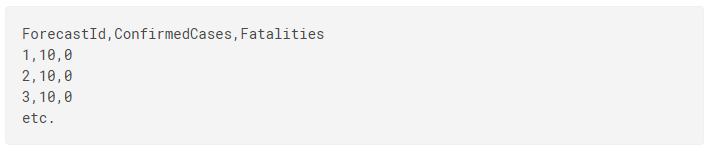 ForecastId,ConfirmedCases,Fatalities
1,10,0
2,10,0
3,10,0
etc.